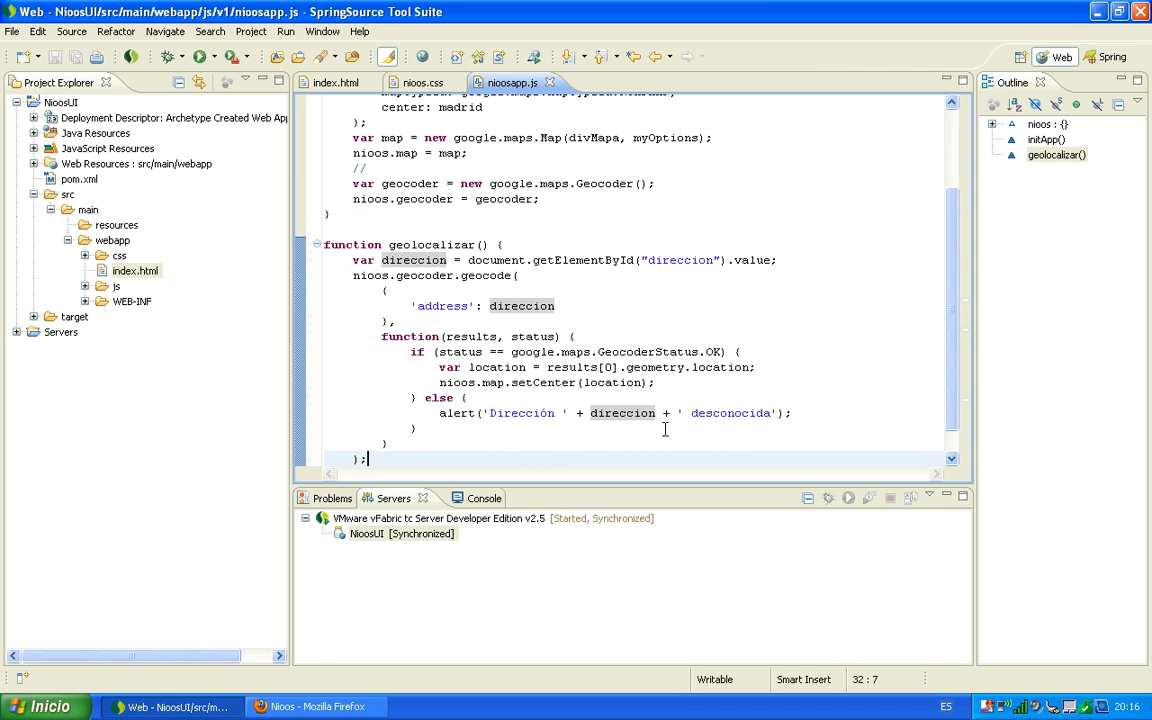 Web - NioosUI/src/main/webapp/js/v1/nioosapp.js - SpringSource Tool Suite
File Edit Source Refactor Navigate Search Project Run Window Help
Web Spring
Project Explorer
index.html nioos.css nioosapp.js
Outline
NioosUI
Deployment Descriptor: Archetype Created Web App
Java Resources
JavaScript Resources
Web Resources : src/main/webapp
pom.xml
src
main
resources
webapp
css
index.html
js
WEB-INF
target
Servers
center: madrid
};
var map = new google.maps.Map(divMapa, myOptions);
nioos.map = map;
//
var geocoder = new google.maps.Geocoder();
nioos.geocoder = geocoder;
}
function geolocalizar() {
var direccion = document.getElementById("direccion").value;
nioos.geocoder.geocode(
{
'address': direccion
},
function(results, status) {
if (status == google.maps.GeocoderStatus.OK) {
var location = results[0].geometry.location;
nioos.map.setCenter(location);
} else {
alert('Dirección ' + direccion + ' desconocida');
}
}
);
nioos : {}
initApp()
geolocalizar()
Problems Servers Console
VMware vFabric tc Server Developer Edition v2.5 [Started, Synchronized]
NioosUI [Synchronized]
Writable Smart Insert 32 : 7
Inicio Web - NioosUI/src/m... Nioos - Mozilla Firefox ES 20:16